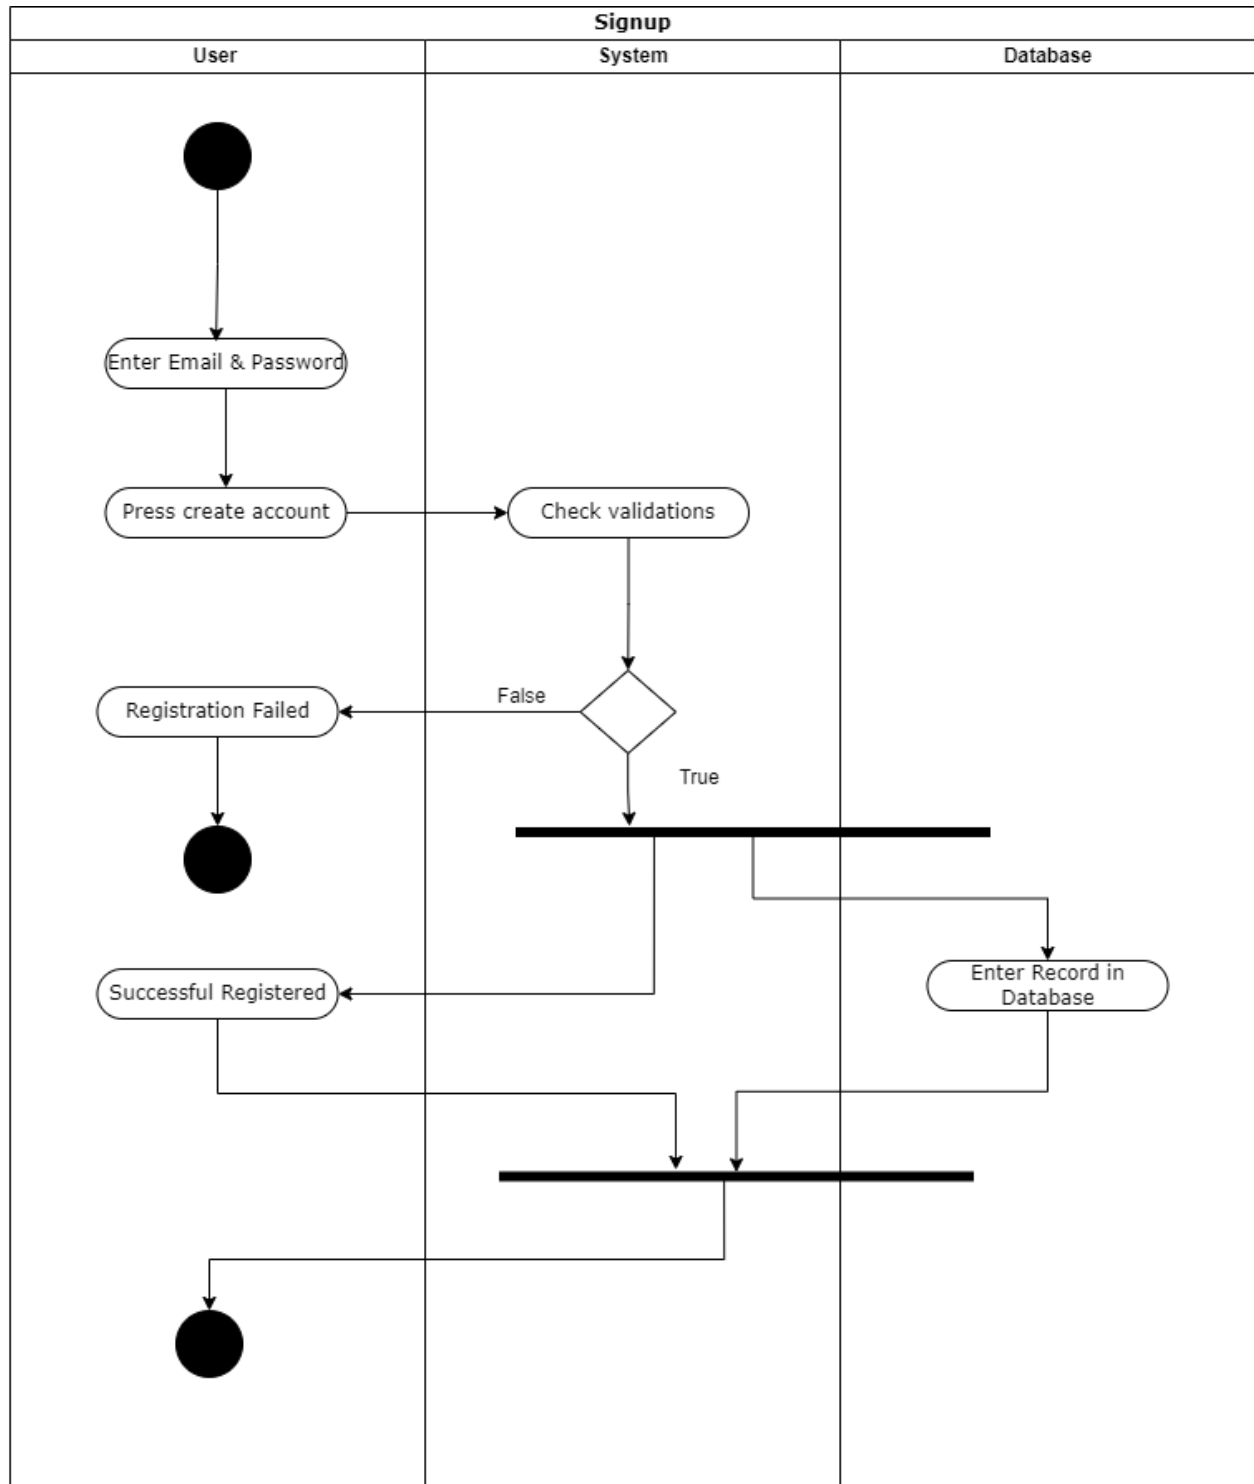 Signup
User
System
Database
Enter Email & Password
Press create account
Check validations
False
Registration Failed
True
Successful Registered
Enter Record in
Database